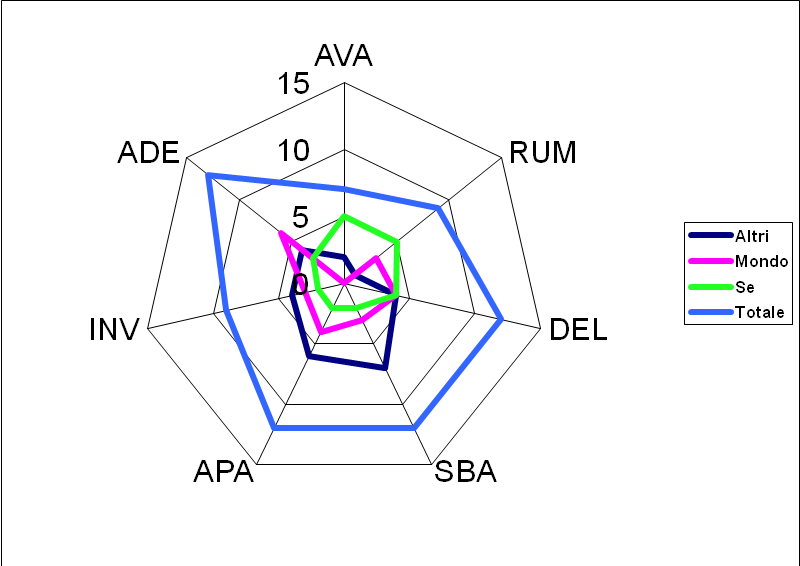 AVA
15
ADE
RUM
10
5
Altri
Mondo
Se
Totale
0
INV
DEL
APA
SBA